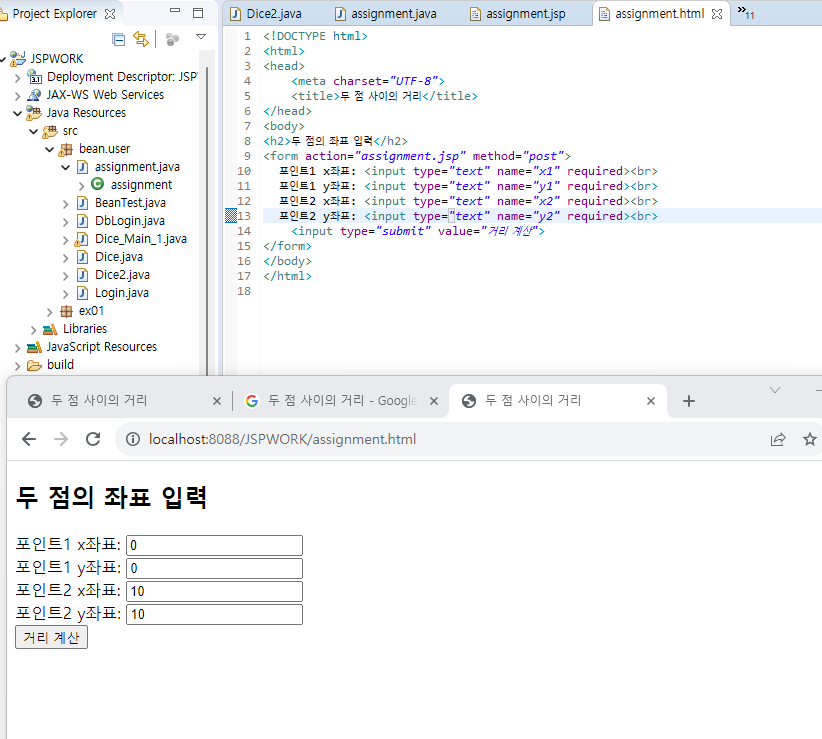 Project Explorer
JSPWORK
Deployment Descriptor: JSP
JAX-WS Web Services
Java Resources
src
bean.user
assignment.java
assignment
BeanTest.java
DbLogin.java
Dice_Main_1.java
Dice.java
Dice2.java
Login.java
ex01
Libraries
JavaScript Resources
build
Dice2.java assignment.java assignment.jsp assignment.html »11
1 <!DOCTYPE html>
2 <html>
3 <head>
4 <meta charset="UTF-8">
5 <title>두 점 사이의 거리</title>
6 </head>
7 <body>
8 <h2>두 점의 좌표 입력</h2>
9 <form action="assignment.jsp" method="post">
10 포인트1 x좌표: <input type="text" name="x1" required><br>
11 포인트1 y좌표: <input type="text" name="y1" required><br>
12 포인트2 x좌표: <input type="text" name="x2" required><br>
13 포인트2 y좌표: <input type="text" name="y2" required><br>
14 <input type="submit" value="거리 계산">
15 </form>
16 </body>
17 </html>
18
두 점 사이의 거리 두 점 사이의 거리 - Google 두 점 사이의 거리
localhost:8088/JSPWORK/assignment.html
두 점의 좌표 입력
포인트1 x좌표: 0
포인트1 y좌표: 0
포인트2 x좌표: 10
포인트2 y좌표: 10
거리 계산